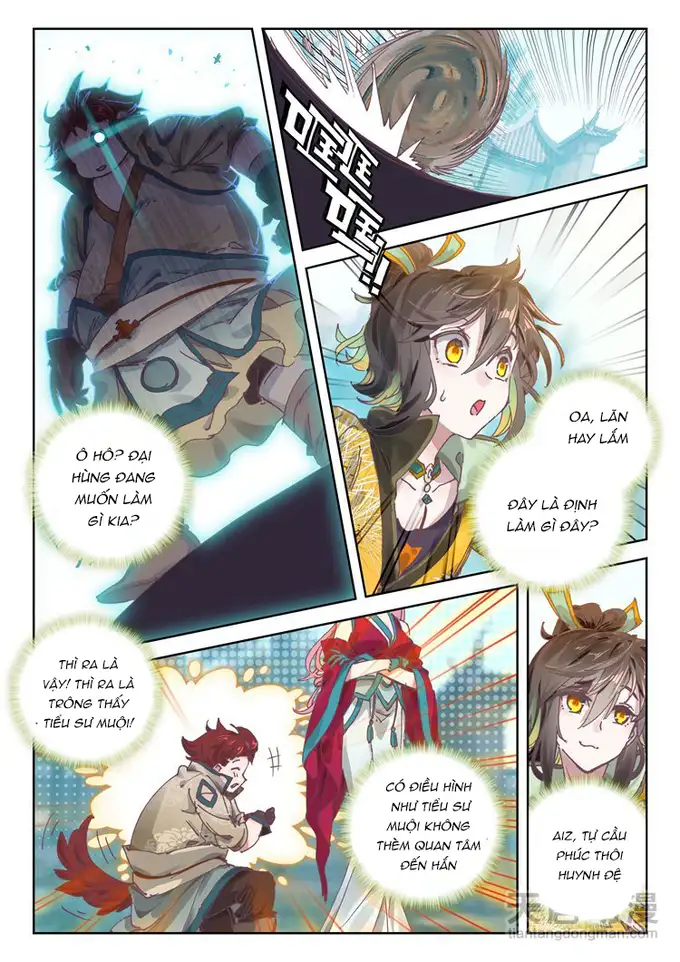 Ô HÔ? ĐẠI
HÙNG ĐANG
MUỐN LÀM
GÌ KIA?
OA, LĂN
HAY LẮM
ĐÂY LÀ ĐỊNH
LÀM GÌ ĐÂY?
THÌ RA LÀ
VẬY! THÌ RA LÀ
TRÔNG THẤY
TIỂU SƯ MUỘI!
CÓ ĐIỀU HÌNH
NHƯ TIỂU SƯ
MUỘI KHÔNG
THÈM QUAN TÂM
ĐẾN HẮN
AIZ, TỰ CẦU
PHÚC THÔI
HUYNH ĐỆ
tiantangdongman.com